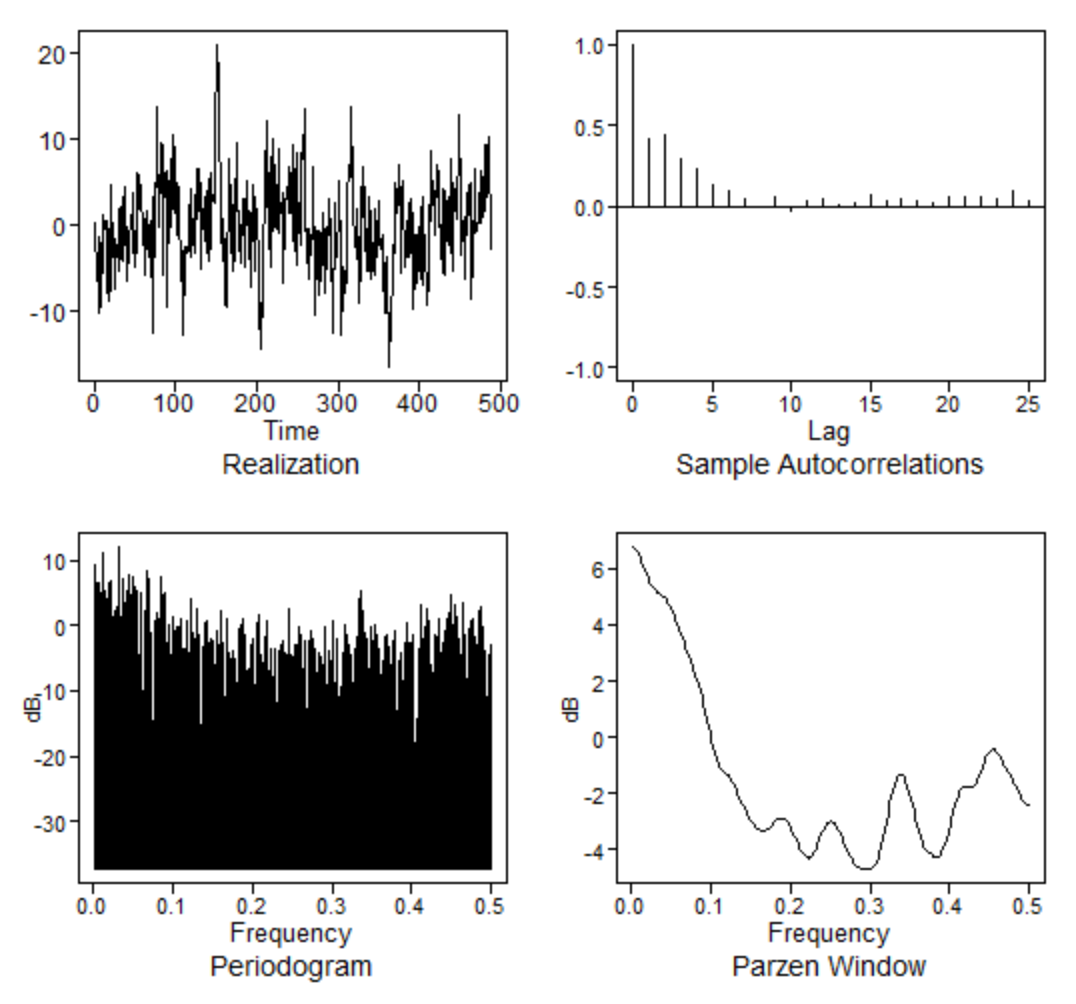 20
10
0
-10
0 100 200 300 400 500
Time
Realization
1.0
0.5
0.0
-0.5
-1.0
0 5 10 15 20 25
Lag
Sample Autocorrelations
10
0
-10
-20
-30
dB
0.0 0.1 0.2 0.3 0.4 0.5
Frequency
Periodogram
6
4
2
0
-2
-4
dB
0.0 0.1 0.2 0.3 0.4 0.5
Frequency
Parzen Window